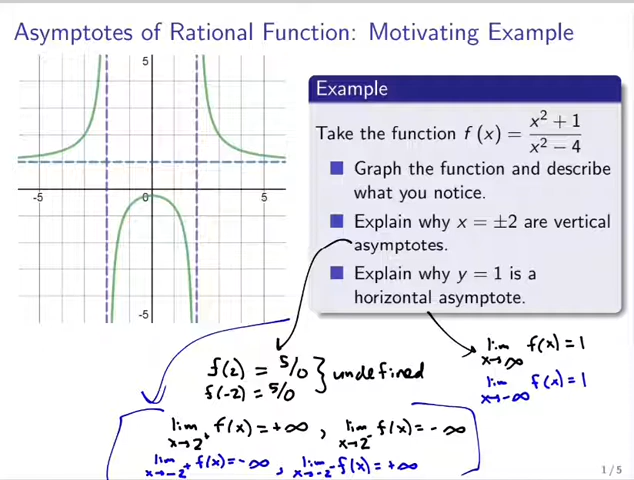 Asymptotes of Rational Function: Motivating Example
5
-5
5
-5
Example
Take the function f (x) = (x² + 1)/(x² − 4)
Graph the function and describe
what you notice.
Explain why x = ±2 are vertical
asymptotes.
Explain why y = 1 is a
horizontal asymptote.
lim x→∞ f(x) = 1
lim x→-∞ f(x) = 1
f(2) = 5/0
f(-2) = 5/0 } undefined
lim x→2⁺ f(x) = +∞ , lim x→2⁻ f(x) = -∞
lim x→-2⁺ f(x) = -∞ , lim x→-2⁻ f(x) = +∞
1 / 5